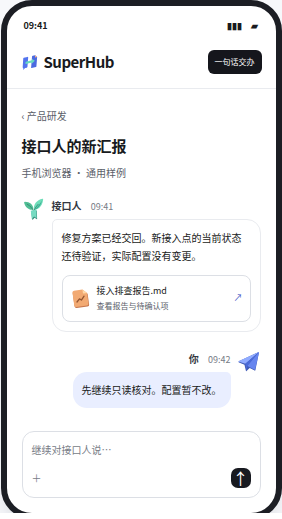 09:41
SuperHub
一句话交办
‹ 产品研发
接口人的新汇报
手机浏览器 · 通用样例
接口人 09:41
修复方案已经交回。新接入点的当前状态
还待验证，实际配置没有变更。
接入排查报告.md
查看报告与待确认项
↗
你 09:42
先继续只读核对。配置暂不改。
继续对接口人说…
+
↑